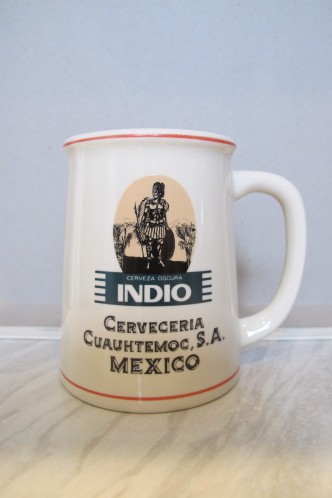 CERVEZA OSCURA
INDIO
CERVECERIA
CUAUHTEMOC, S.A.
MEXICO